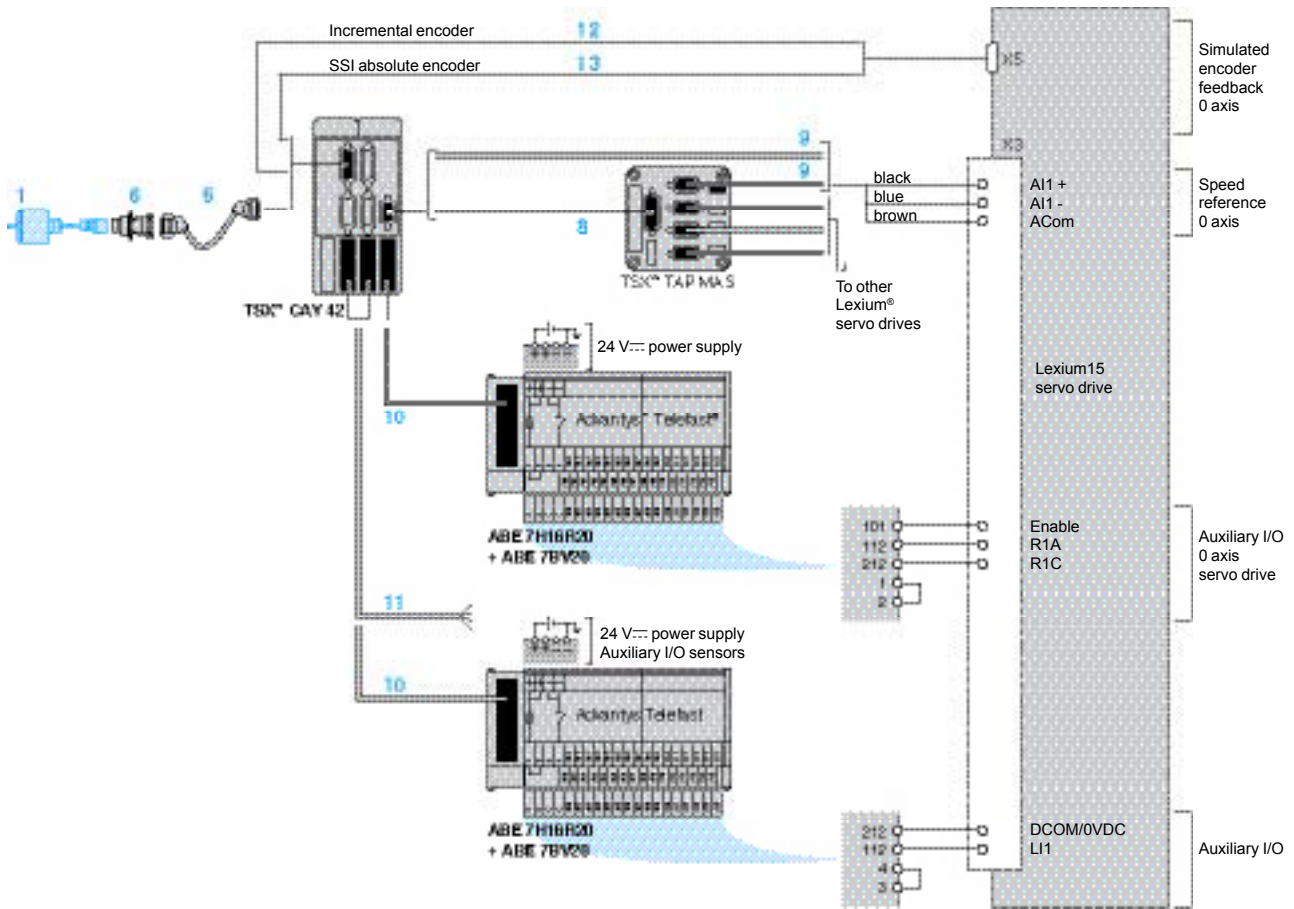 Incremental encoder
12
SSI absolute encoder
13
X5
Simulated
encoder
feedback
0 axis
X3
1
6
5
9
9
black
blue
brown
AI1 +
AI1 -
ACom
Speed
reference
0 axis
8
TSX™ TAP MAS
To other
Lexium®
servo drives
TSX™ CAY 42
24 V power supply
Lexium15
servo drive
10
Advantys™ Telefast®
ABE 7H16R20
+ ABE 7BV20
101
112
212
1
2
Enable
R1A
R1C
Auxiliary I/O
0 axis
servo drive
11
24 V power supply
Auxiliary I/O sensors
10
Advantys Telefast
ABE 7H16R20
+ ABE 7BV20
212
112
4
3
DCOM/0VDC
LI1
Auxiliary I/O